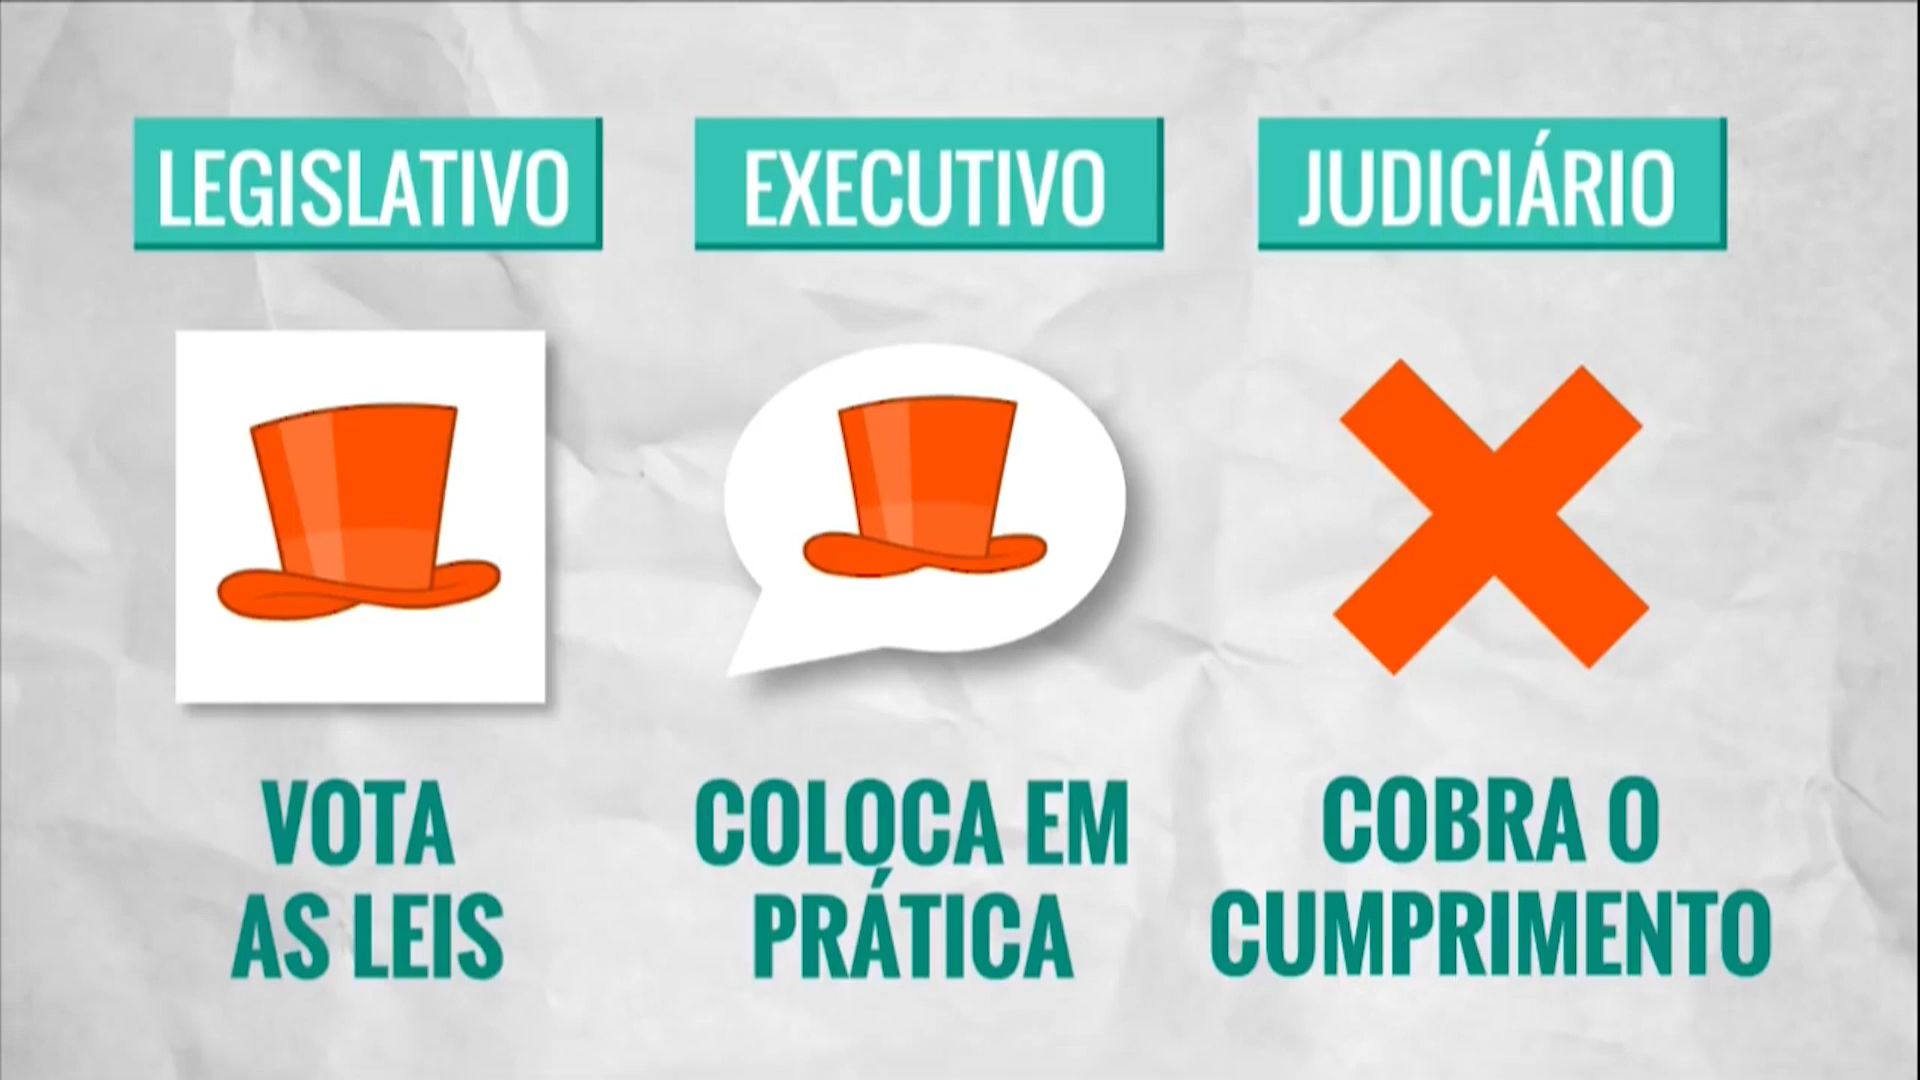 LEGISLATIVO
EXECUTIVO
JUDICIÁRIO
VOTA
AS LEIS
COLOCA EM
PRÁTICA
COBRA O
CUMPRIMENTO